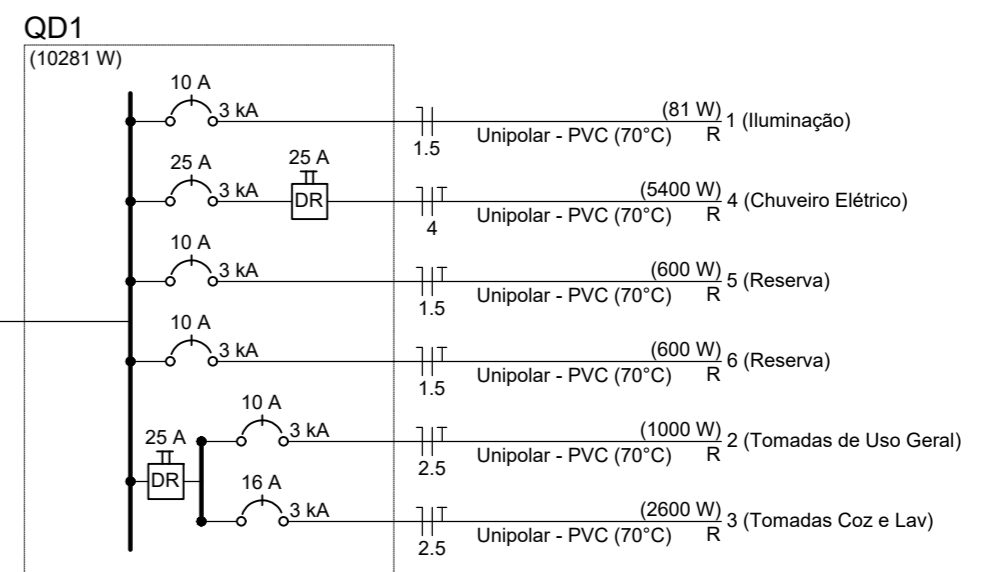 QD1
(10281 W)
10 A
3 kA
1.5
(81 W)
Unipolar - PVC (70°C)
R
1 (Iluminação)
25 A
3 kA
25 A
DR
4
(5400 W)
Unipolar - PVC (70°C)
R
4 (Chuveiro Elétrico)
10 A
3 kA
1.5
(600 W)
Unipolar - PVC (70°C)
R
5 (Reserva)
10 A
3 kA
1.5
(600 W)
Unipolar - PVC (70°C)
R
6 (Reserva)
25 A
DR
10 A
3 kA
2.5
(1000 W)
Unipolar - PVC (70°C)
R
2 (Tomadas de Uso Geral)
16 A
3 kA
2.5
(2600 W)
Unipolar - PVC (70°C)
R
3 (Tomadas Coz e Lav)